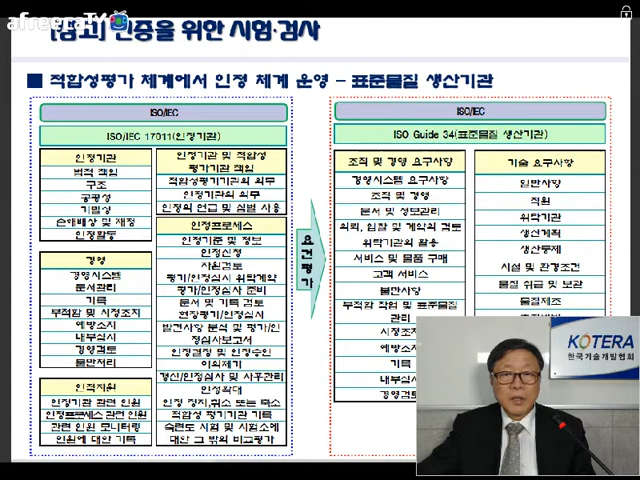 afreecaTV
[참고] 인증을 위한 시험·검사
■ 적합성평가 체계에서 인정 체계 운영 – 표준물질 생산기관
ISO/IEC
ISO/IEC 17011(인정기관)
인정기관
법적 책임
구조
공평성
기밀성
손해배상 및 재정
인정활동
경영
경영시스템
문서관리
기록
부적합 및 시정조치
예방조치
내부심사
경영검토
불만처리
인적자원
인정기관 관련 인원
인정프로세스 관련 인원
관련 인원 모니터링
인원에 대한 기록
인정기관 및 적합성
평가기관 책임
적합성평가기관의 의무
인정기관의 의무
인정의 언급 및 심벌 사용
인정프로세스
인정기준 및 정보
인정신청
자원검토
평가/인정심사 위탁계약
평가/인정심사 준비
문서 및 기록 검토
현장평가/인정심사
발견사항 분석 및 평가/인
정심사보고서
인정결정 및 인정승인
이의제기
갱신/인정심사 및 사후관리
인정확대
인정 정지,취소 또는 축소
적합성 평가기관 기록
숙련도 시험 및 시험소에
대한 그 밖의 비교평가
요건평가
ISO/IEC
ISO Guide 34(표준물질 생산기관)
조직 및 경영 요구사항
경영시스템 요구사항
조직 및 경영
문서 및 정보관리
의뢰, 입찰 및 계약의 검토
위탁기관의 활용
서비스 및 물품 구매
고객 서비스
불만사항
부적합 작업 및 표준물질
관리
시정조
예방조
기록
내부심
경영검
기술 요구사항
일반사항
직원
위탁기관
생산계획
생산통제
시설 및 환경조건
물질 취급 및 보관
물질제조
KOTERA
한국기술개발협회